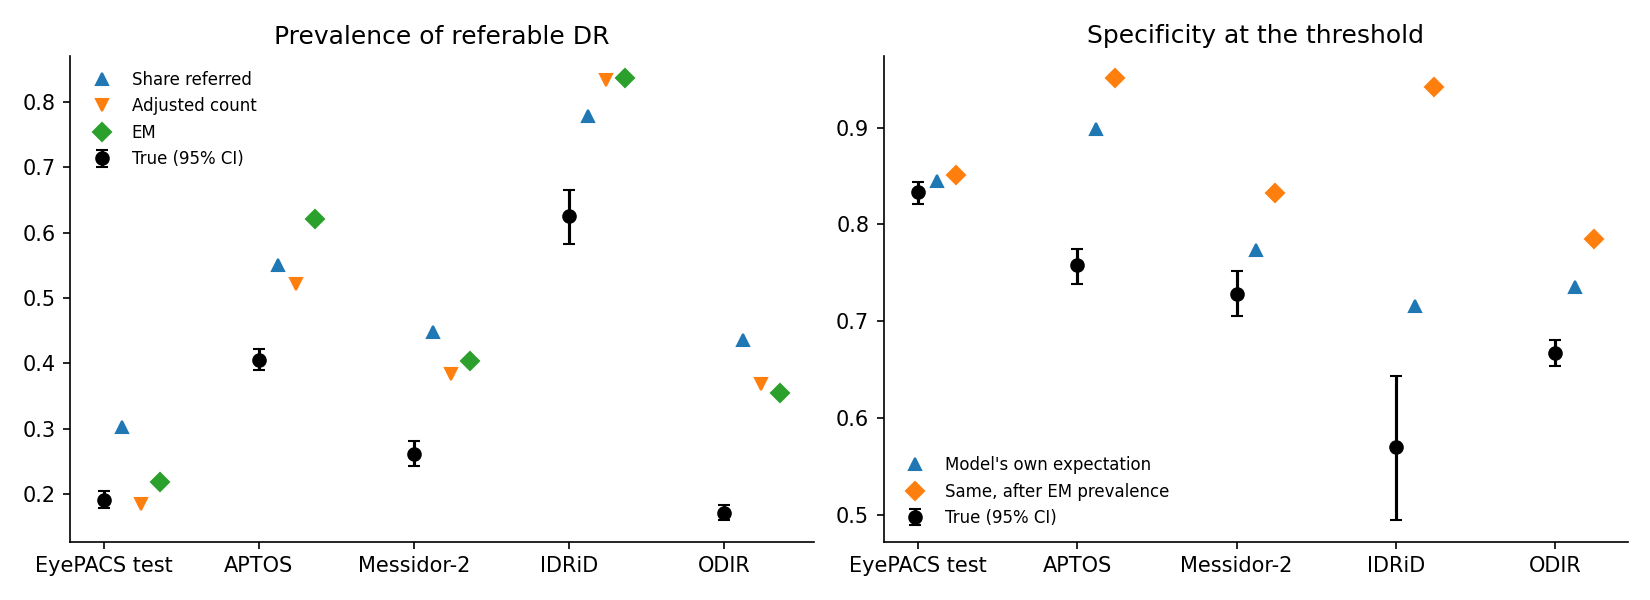 Prevalence of referable DR
Share referred
Adjusted count
EM
True (95% CI)
0.8
0.7
0.6
0.5
0.4
0.3
0.2
EyePACS test
APTOS
Messidor-2
IDRiD
ODIR
Specificity at the threshold
0.9
0.8
0.7
0.6
0.5
Model's own expectation
Same, after EM prevalence
True (95% CI)
EyePACS test
APTOS
Messidor-2
IDRiD
ODIR